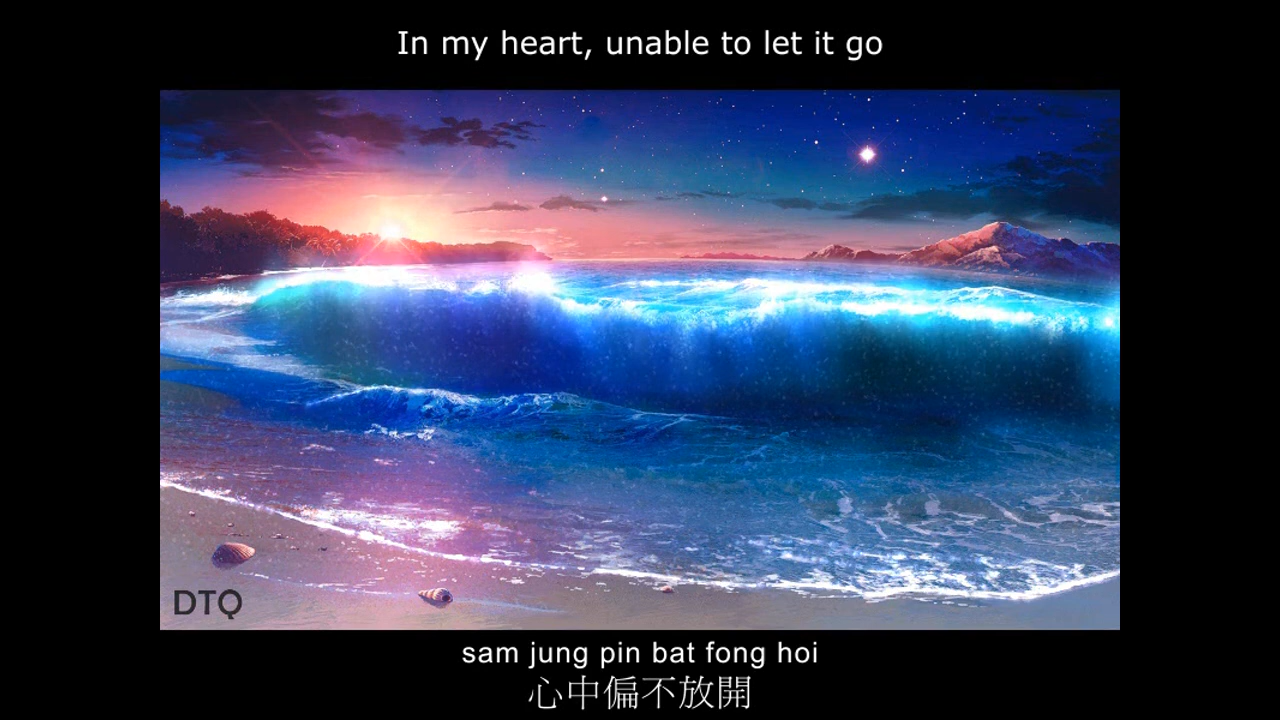 In my heart, unable to let it go
DTQ
sam jung pin bat fong hoi
心中偏不放開